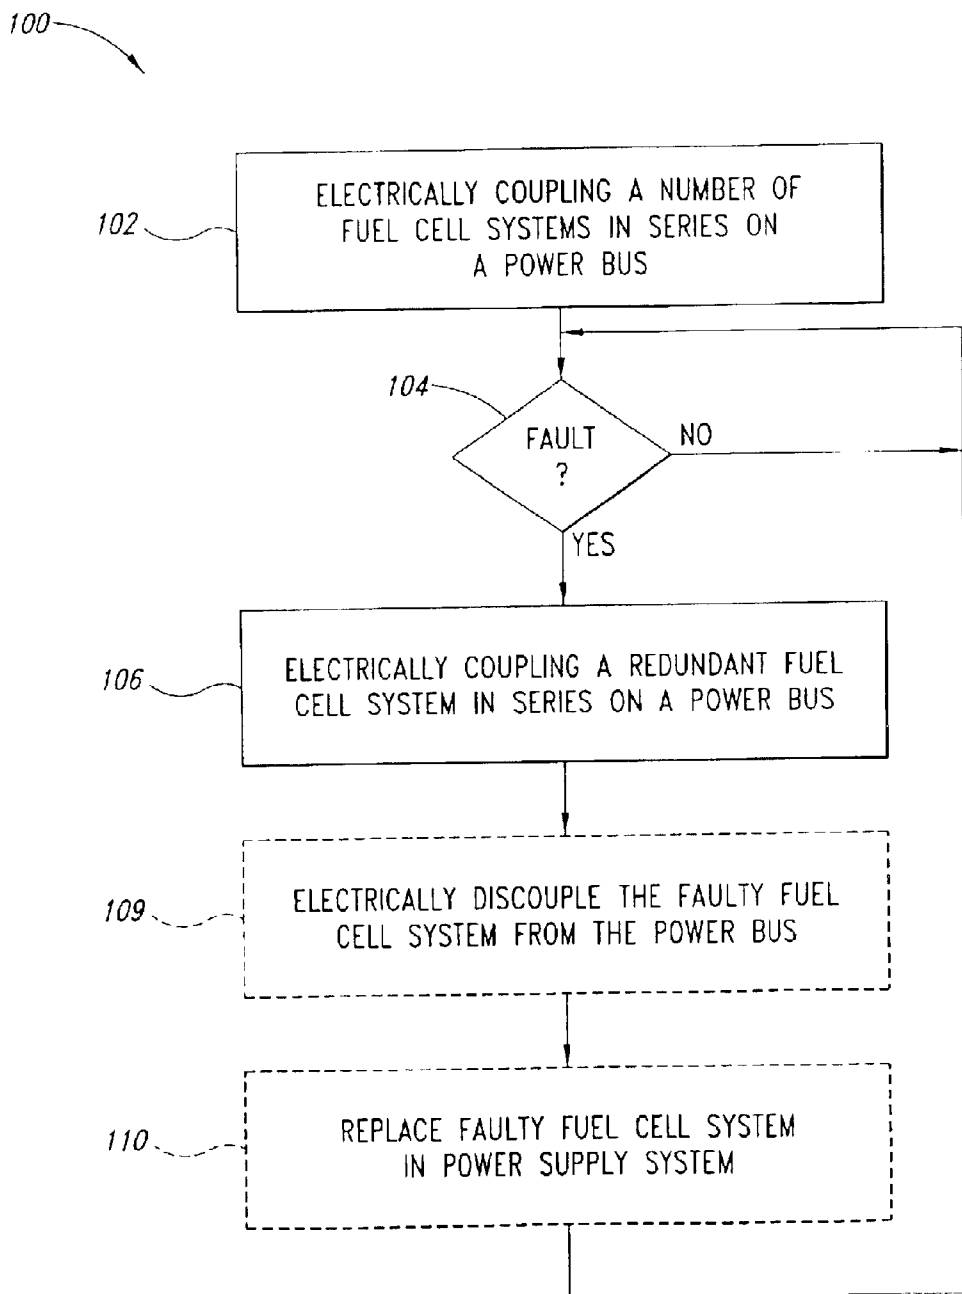 100
102
ELECTRICALLY COUPLING A NUMBER OF
FUEL CELL SYSTEMS IN SERIES ON
A POWER BUS
104
FAULT
?
NO
YES
106
ELECTRICALLY COUPLING A REDUNDANT FUEL
CELL SYSTEM IN SERIES ON A POWER BUS
109
ELECTRICALLY DISCOUPLE THE FAULTY FUEL
CELL SYSTEM FROM THE POWER BUS
110
REPLACE FAULTY FUEL CELL SYSTEM
IN POWER SUPPLY SYSTEM